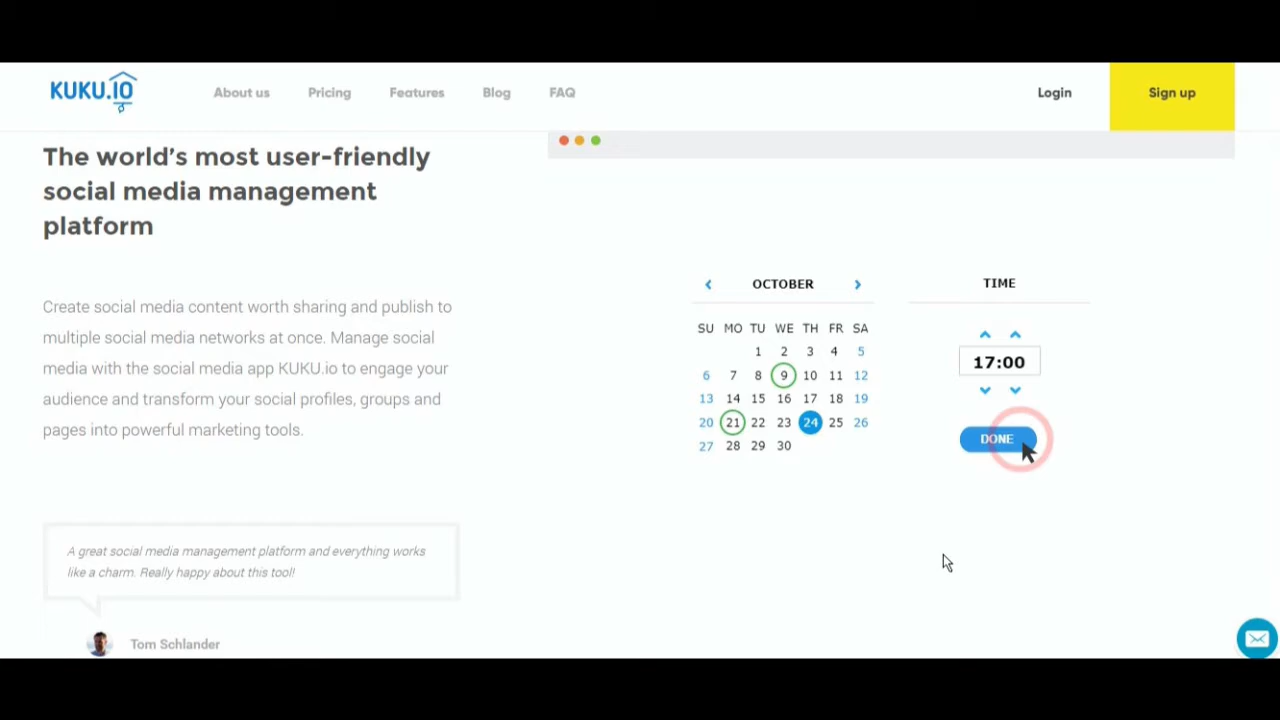 KUKU.IO
About us Pricing Features Blog FAQ Login Sign up
The world's most user-friendly
social media management
platform
Create social media content worth sharing and publish to
multiple social media networks at once. Manage social
media with the social media app KUKU.io to engage your
audience and transform your social profiles, groups and
pages into powerful marketing tools.
A great social media management platform and everything works
like a charm. Really happy about this tool!
Tom Schlander
OCTOBER
SU MO TU WE TH FR SA
1 2 3 4 5
6 7 8 9 10 11 12
13 14 15 16 17 18 19
20 21 22 23 24 25 26
27 28 29 30
TIME
17:00
DONE